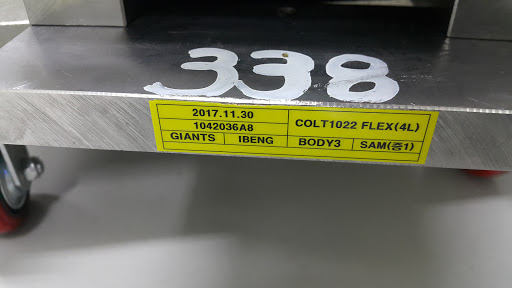 338
2017.11.30
COLT1022 FLEX(4L)
1042036A8
GIANTS IBENG BODY3 SAM(중1)